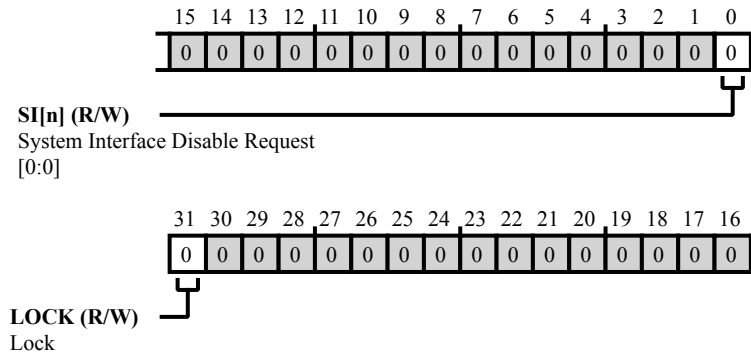 15 14 13 12 11 10 9 8 7 6 5 4 3 2 1 0
0 0 0 0 0 0 0 0 0 0 0 0 0 0 0 0
SI[n] (R/W)
System Interface Disable Request
[0:0]
31 30 29 28 27 26 25 24 23 22 21 20 19 18 17 16
0 0 0 0 0 0 0 0 0 0 0 0 0 0 0 0
LOCK (R/W)
Lock